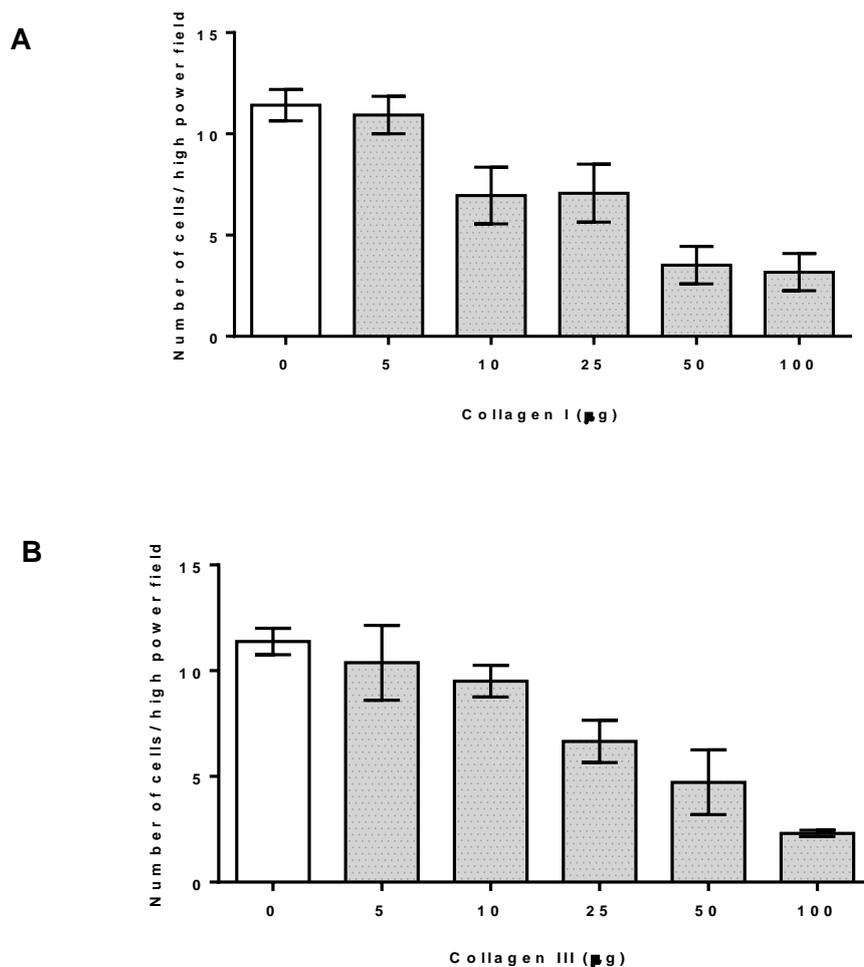 A
Number of cells/high power field
15
10
5
0
0 5 10 25 50 100
Collagen I (μg)
B
Number of cells/high power field
15
10
5
0
0 5 10 25 50 100
Collagen III (μg)